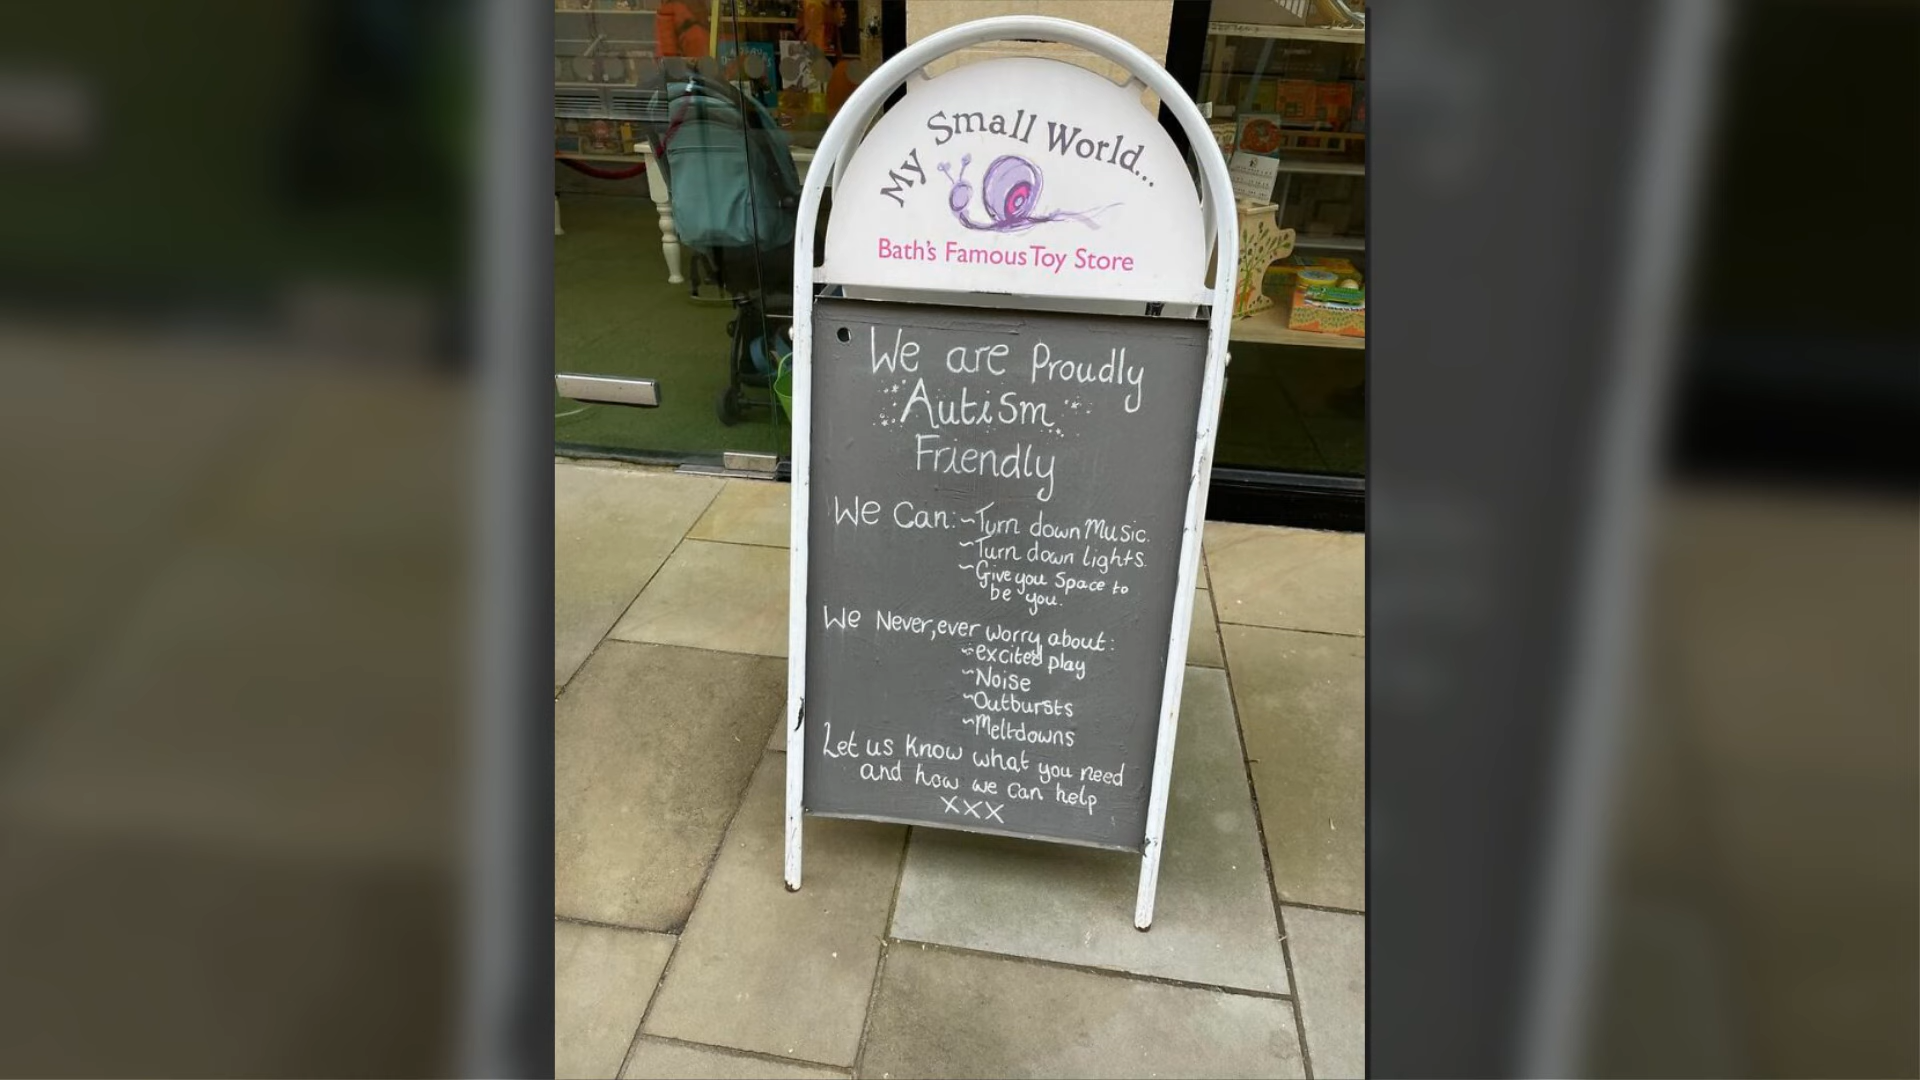 My Small World...
Bath's Famous Toy Store
We are Proudly
Autism
Friendly
We Can: ~Turn down Music.
~Turn down lights.
~Give you Space to
be you.
We Never, ever worry about:
~excited play
~Noise
~Outbursts
~Meltdowns
Let us know what you need
and how we can help
xxx